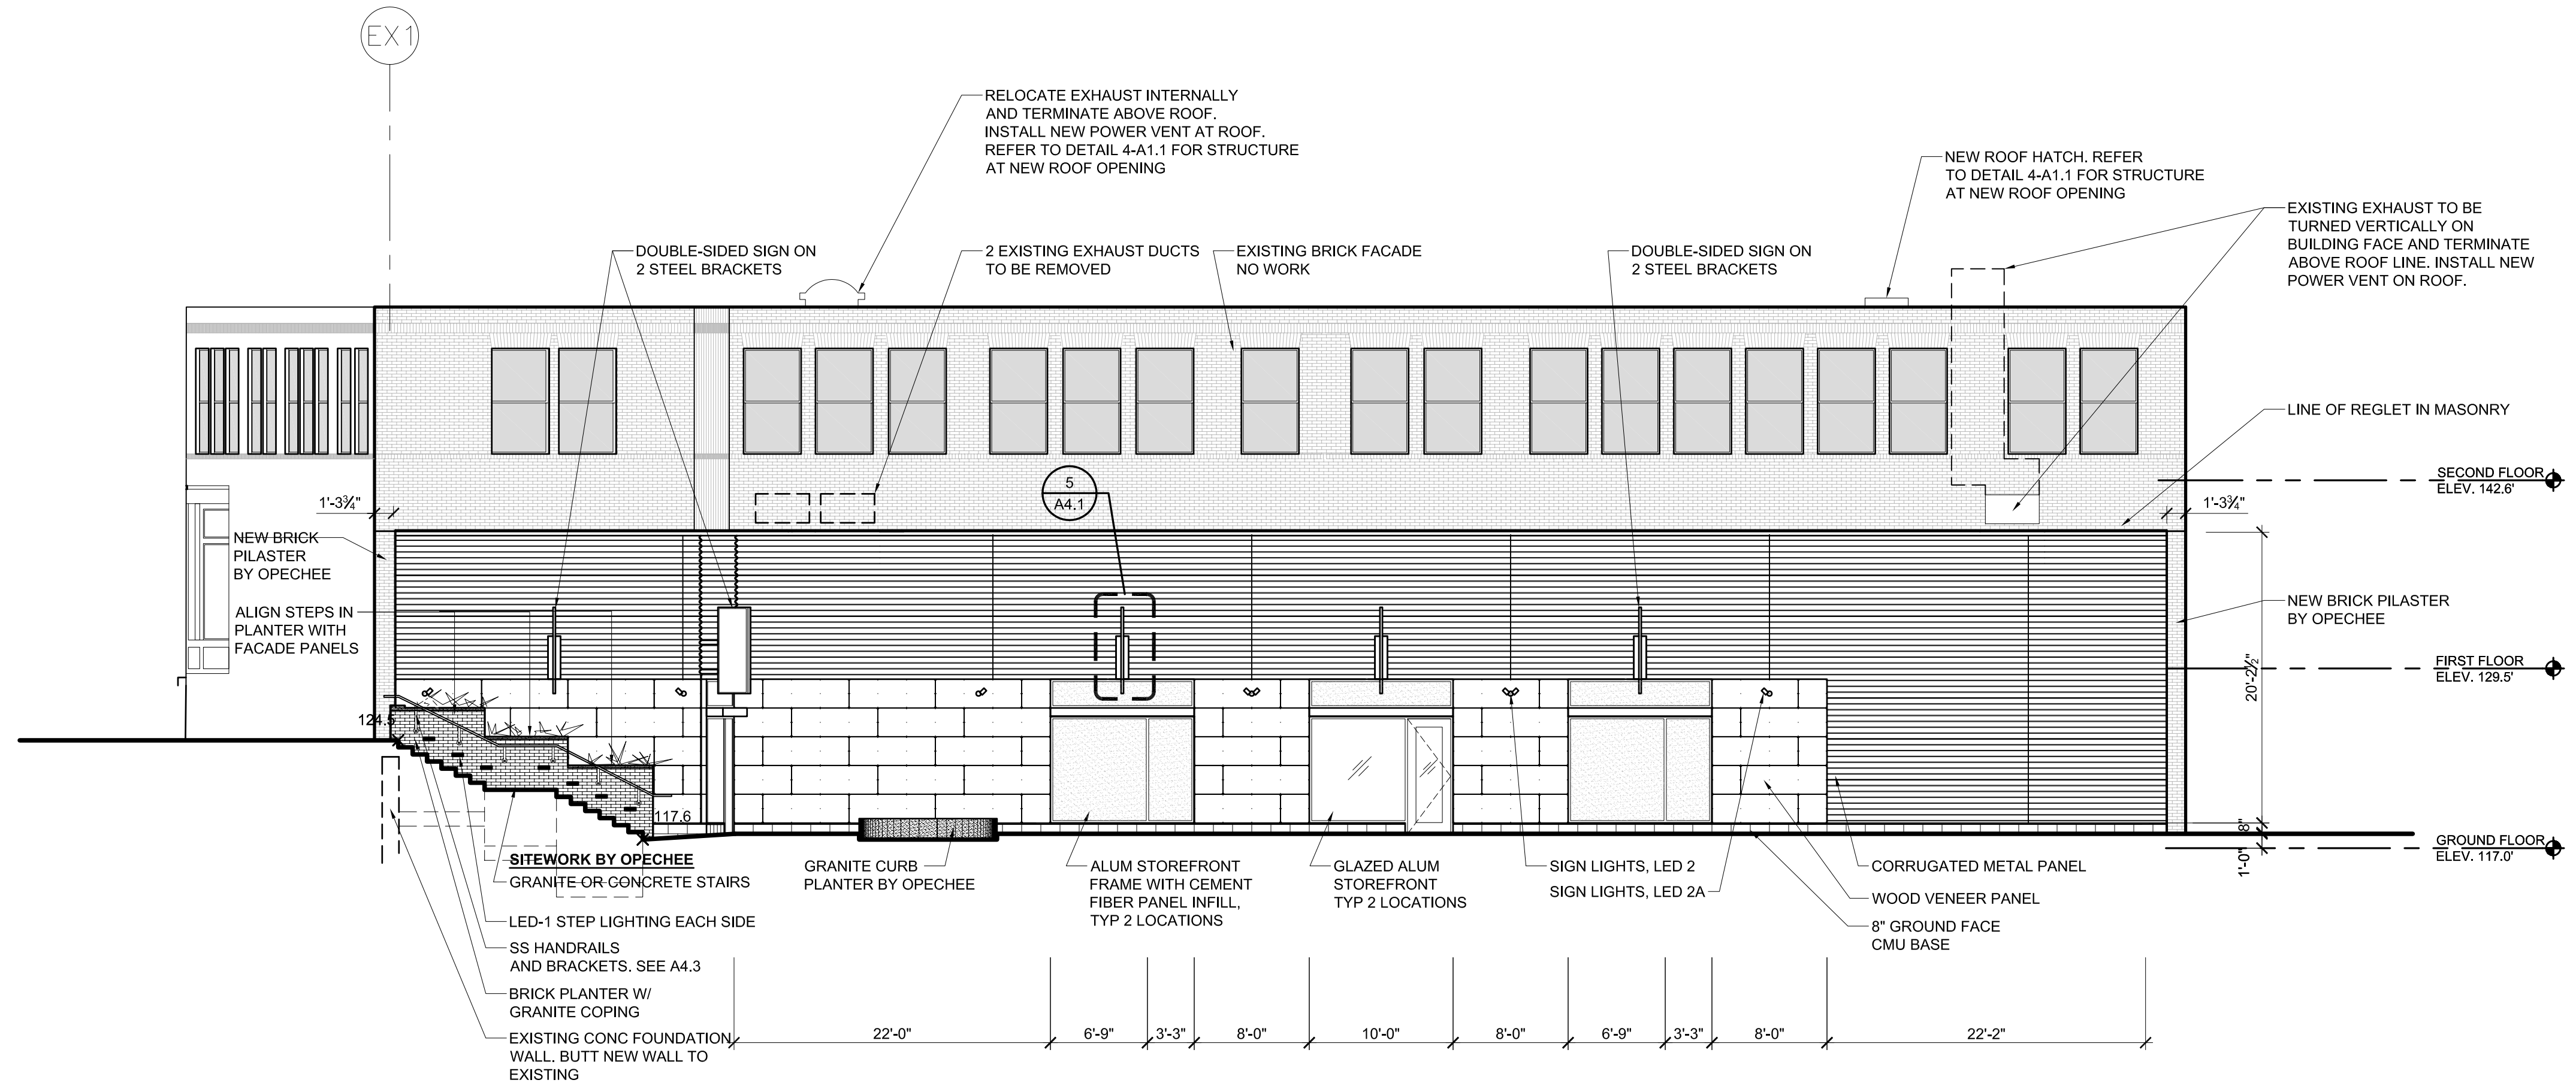 EX1
RELOCATE EXHAUST INTERNALLY
AND TERMINATE ABOVE ROOF.
INSTALL NEW POWER VENT AT ROOF.
REFER TO DETAIL 4-A1.1 FOR STRUCTURE
AT NEW ROOF OPENING
NEW ROOF HATCH. REFER
TO DETAIL 4-A1.1 FOR STRUCTURE
AT NEW ROOF OPENING
EXISTING EXHAUST TO BE
TURNED VERTICALLY ON
BUILDING FACE AND TERMINATE
ABOVE ROOF LINE. INSTALL NEW
POWER VENT ON ROOF.
DOUBLE-SIDED SIGN ON
2 STEEL BRACKETS
2 EXISTING EXHAUST DUCTS
TO BE REMOVED
EXISTING BRICK FACADE
NO WORK
DOUBLE-SIDED SIGN ON
2 STEEL BRACKETS
LINE OF REGLET IN MASONRY
SECOND FLOOR
ELEV. 142.6'
5
A4.1
1'-3¾"
1'-3¾"
NEW BRICK
PILASTER
BY OPECHEE
ALIGN STEPS IN
PLANTER WITH
FACADE PANELS
NEW BRICK PILASTER
BY OPECHEE
FIRST FLOOR
ELEV. 129.5'
20'-2½"
124.5
117.6
8"
1'-0"
GROUND FLOOR
ELEV. 117.0'
SITEWORK BY OPECHEE
GRANITE OR CONCRETE STAIRS
LED-1 STEP LIGHTING EACH SIDE
SS HANDRAILS
AND BRACKETS. SEE A4.3
BRICK PLANTER W/
GRANITE COPING
EXISTING CONC FOUNDATION
WALL. BUTT NEW WALL TO
EXISTING
GRANITE CURB
PLANTER BY OPECHEE
ALUM STOREFRONT
FRAME WITH CEMENT
FIBER PANEL INFILL,
TYP 2 LOCATIONS
GLAZED ALUM
STOREFRONT
TYP 2 LOCATIONS
SIGN LIGHTS, LED 2
SIGN LIGHTS, LED 2A
CORRUGATED METAL PANEL
WOOD VENEER PANEL
8" GROUND FACE
CMU BASE
22'-0" 6'-9" 3'-3" 8'-0" 10'-0" 8'-0" 6'-9" 3'-3" 8'-0" 22'-2"